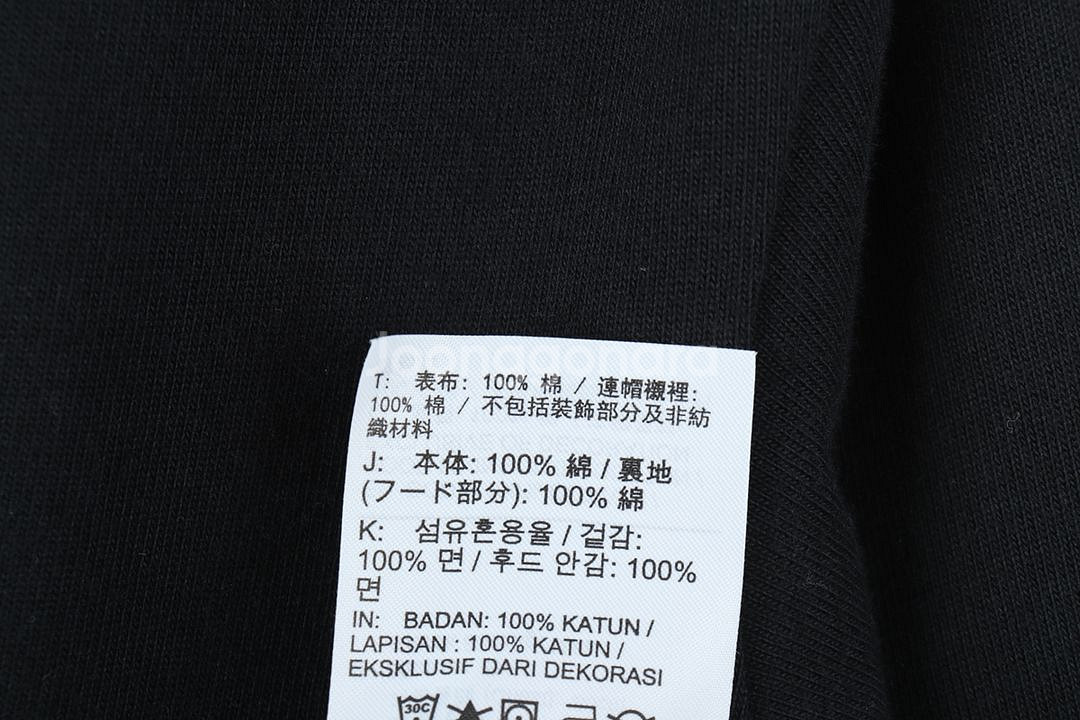 T: 表布: 100% 棉 / 連帽襯裡:
100% 棉 / 不包括裝飾部分及非紡
織材料
J: 本体: 100% 綿 / 裏地
(フード部分): 100% 綿
K: 섬유혼용율 / 겉감:
100% 면 / 후드 안감: 100%
면
IN: BADAN: 100% KATUN /
LAPISAN : 100% KATUN /
EKSKLUSIF DARI DEKORASI
30C